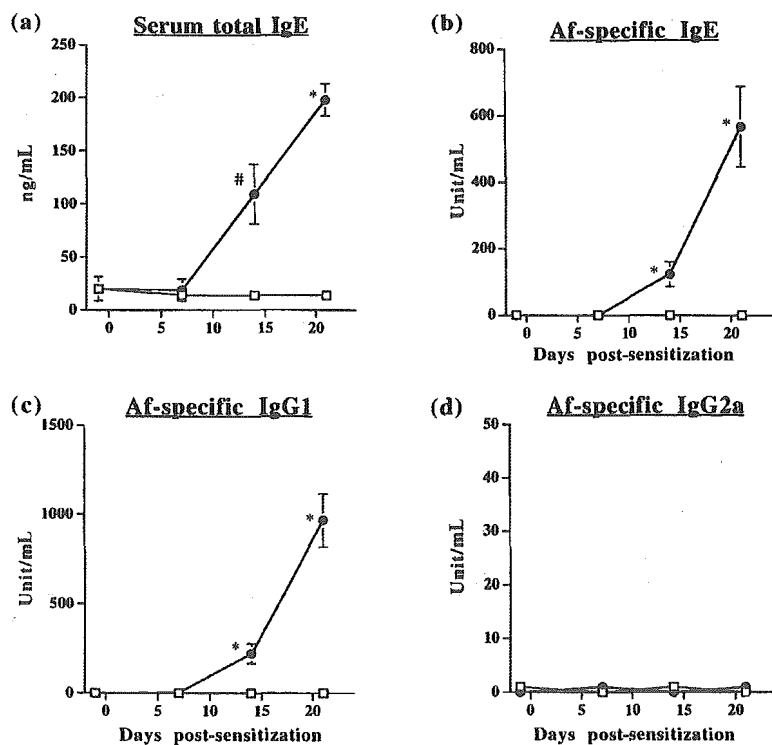 (a)
Serum total IgE
250
200
150
100
50
0
ng/mL
*
#
0 5 10 15 20
(b)
Af-specific IgE
800
600
400
200
0
Unit/mL
*
*
0 5 10 15 20
Days post-sensitization
(c)
Af-specific IgG1
1500
1000
500
0
Unit/mL
*
*
0 5 10 15 20
Days post-sensitization
(d)
Af-specific IgG2a
50
40
30
20
10
0
Unit/mL
0 5 10 15 20
Days post-sensitization